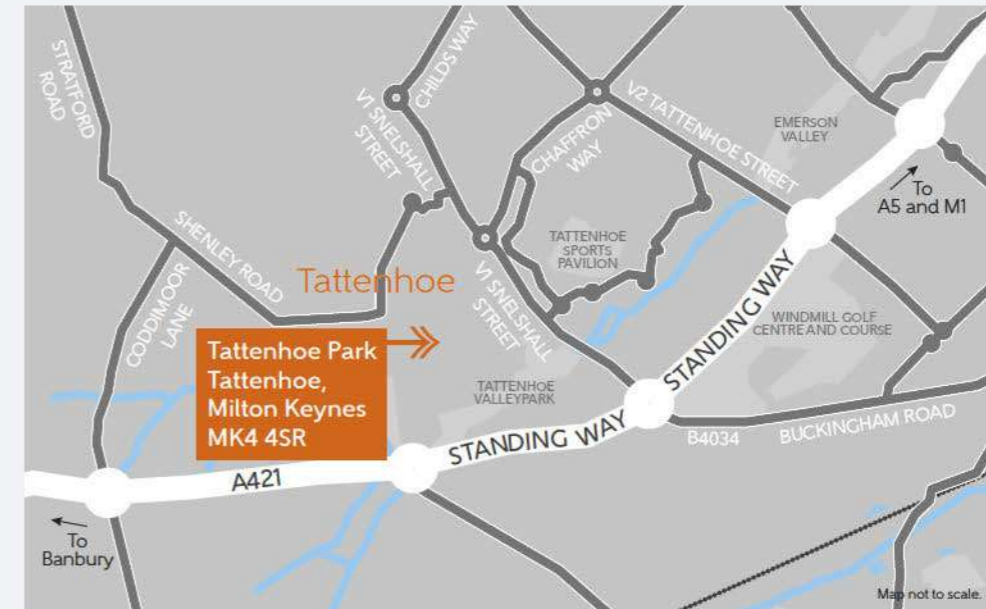 STRATFORD
ROAD
CHILDS WAY
V1 SNELSHALL
STREET
CHAFFRON
WAY
V2 TATTENHOE STREET
EMERSON
VALLEY
To
A5 and M1
SHENLEY ROAD
CODDIMOOR
LANE
Tattenhoe
TATTENHOE
SPORTS
PAVILION
V1 SNELSHALL
STREET
Tattenhoe Park
Tattenhoe,
Milton Keynes
MK4 4SR
STANDING WAY
WINDMILL GOLF
CENTRE AND COURSE
TATTENHOE
VALLEYPARK
STANDING WAY
B4034
BUCKINGHAM ROAD
A421
To
Banbury
Map not to scale.